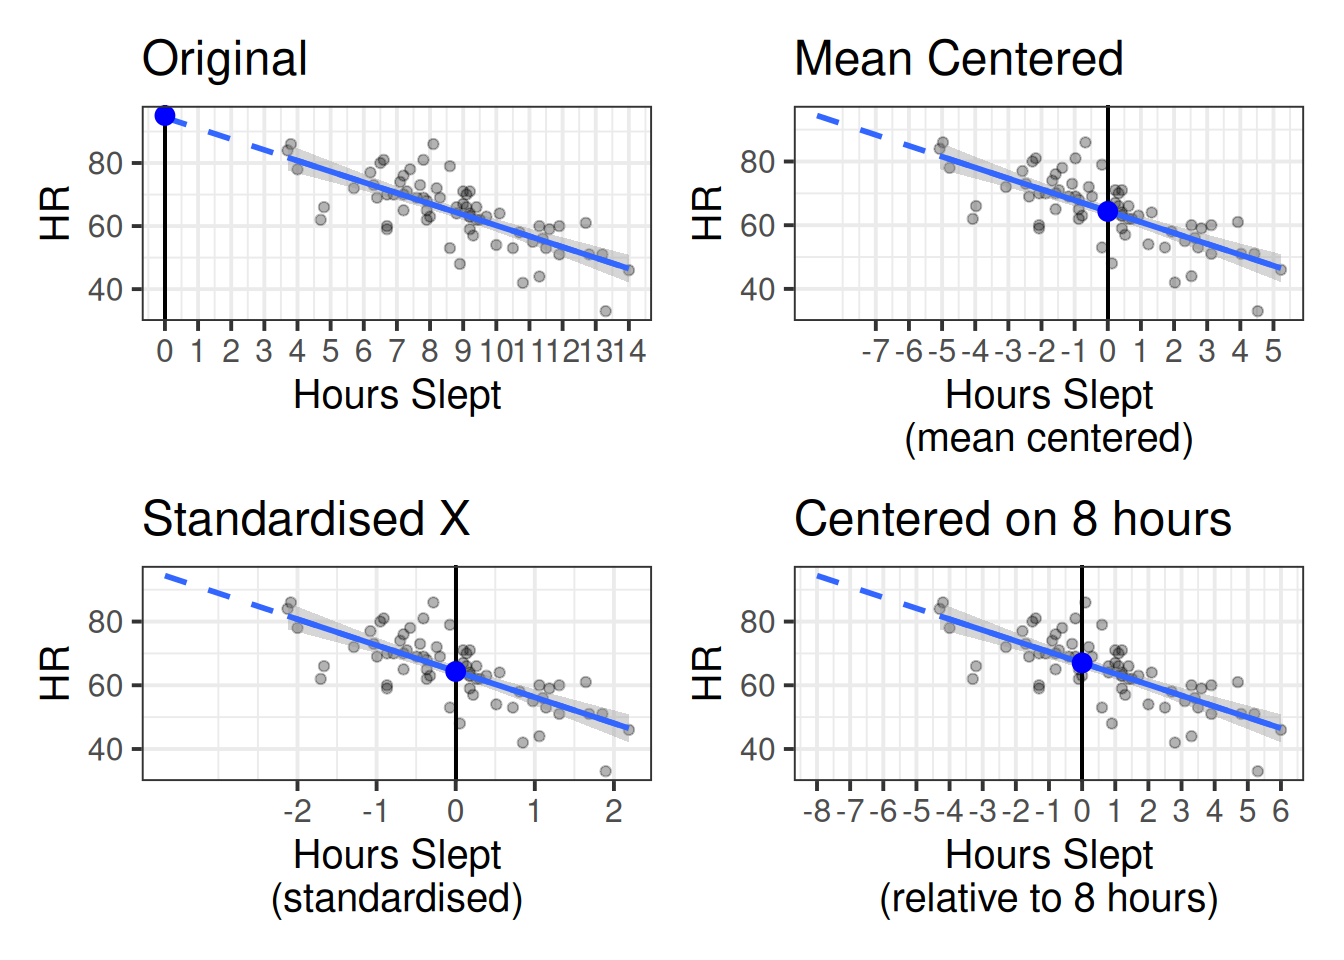 Original
HR
80
60
40
0 1 2 3 4 5 6 7 8 9 10 11 12 13 14
Hours Slept
Mean Centered
HR
80
60
40
-7 -6 -5 -4 -3 -2 -1 0 1 2 3 4 5
Hours Slept
(mean centered)
Standardised X
HR
80
60
40
-2 -1 0 1 2
Hours Slept
(standardised)
Centered on 8 hours
HR
80
60
40
-8 -7 -6 -5 -4 -3 -2 -1 0 1 2 3 4 5 6
Hours Slept
(relative to 8 hours)